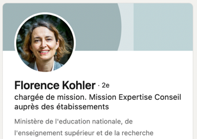 Florence Kohler · 2e
chargée de mission. Mission Expertise Conseil
auprès des établissements
Ministère de l'education nationale, de
l'enseignement supérieur et de la recherche